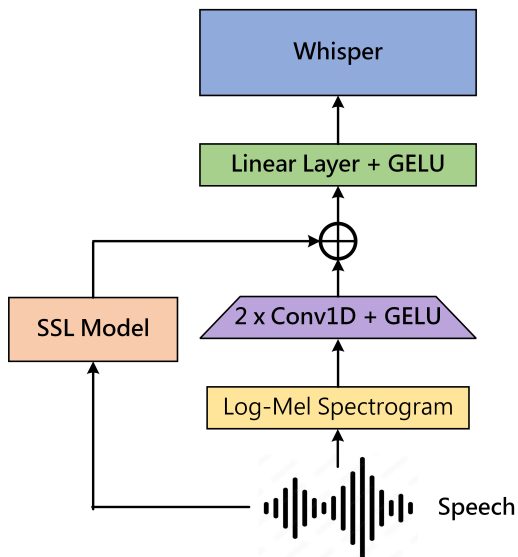 Whisper
Linear Layer + GELU
2 x Conv1D + GELU
SSL Model
Log-Mel Spectrogram
Speech